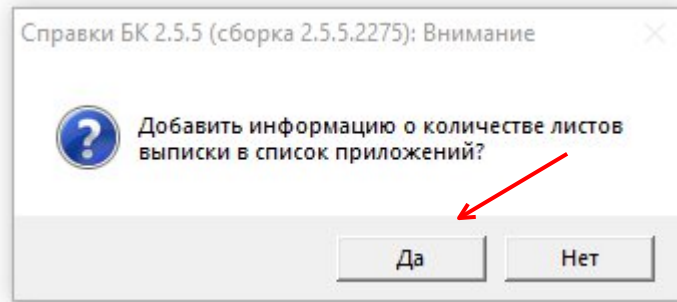 Справки БК 2.5.5 (сборка 2.5.5.2275): Внимание
Добавить информацию о количестве листов
выписки в список приложений?
Да
Нет